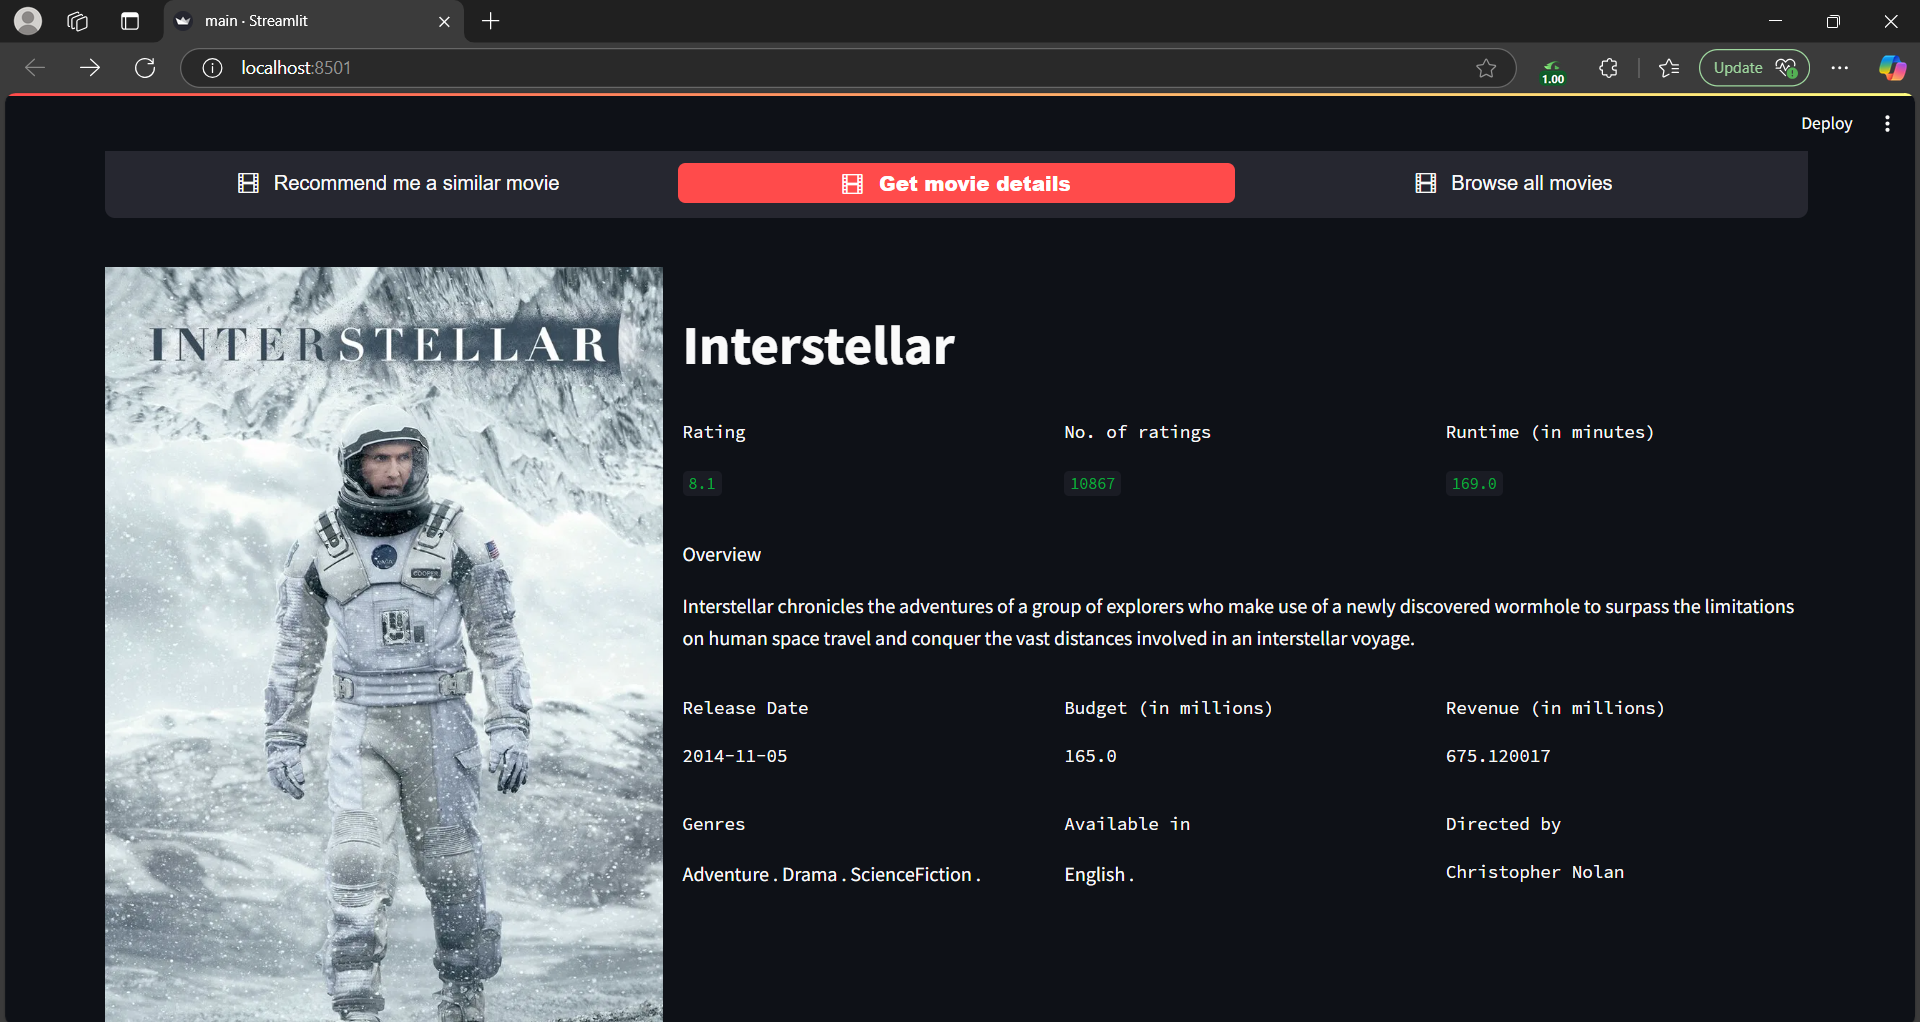 main · Streamlit
localhost:8501
1.00
Update
Deploy
Recommend me a similar movie
Get movie details
Browse all movies
INTERSTELLAR
NASA
COOPER
Interstellar
Rating
No. of ratings
Runtime (in minutes)
8.1
10867
169.0
Overview
Interstellar chronicles the adventures of a group of explorers who make use of a newly discovered wormhole to surpass the limitations
on human space travel and conquer the vast distances involved in an interstellar voyage.
Release Date
Budget (in millions)
Revenue (in millions)
2014-11-05
165.0
675.120017
Genres
Available in
Directed by
Adventure . Drama . ScienceFiction .
English .
Christopher Nolan